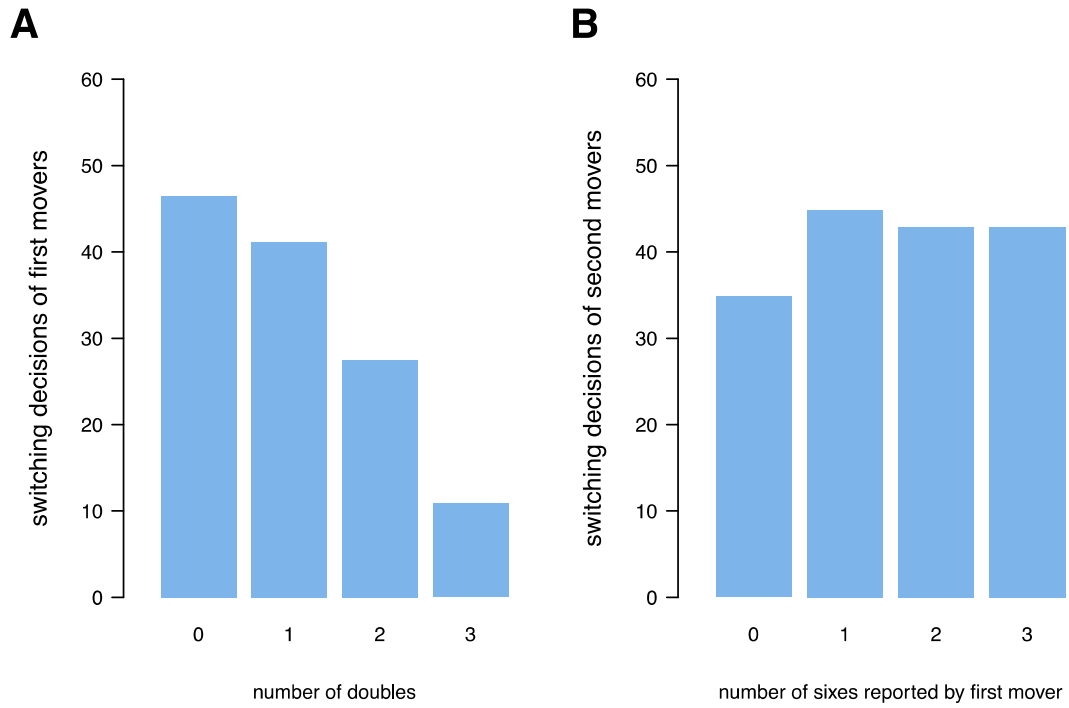 A
switching decisions of first movers
60
50
40
30
20
10
0
0 1 2 3
number of doubles
B
switching decisions of second movers
60
50
40
30
20
10
0
0 1 2 3
number of sixes reported by first mover